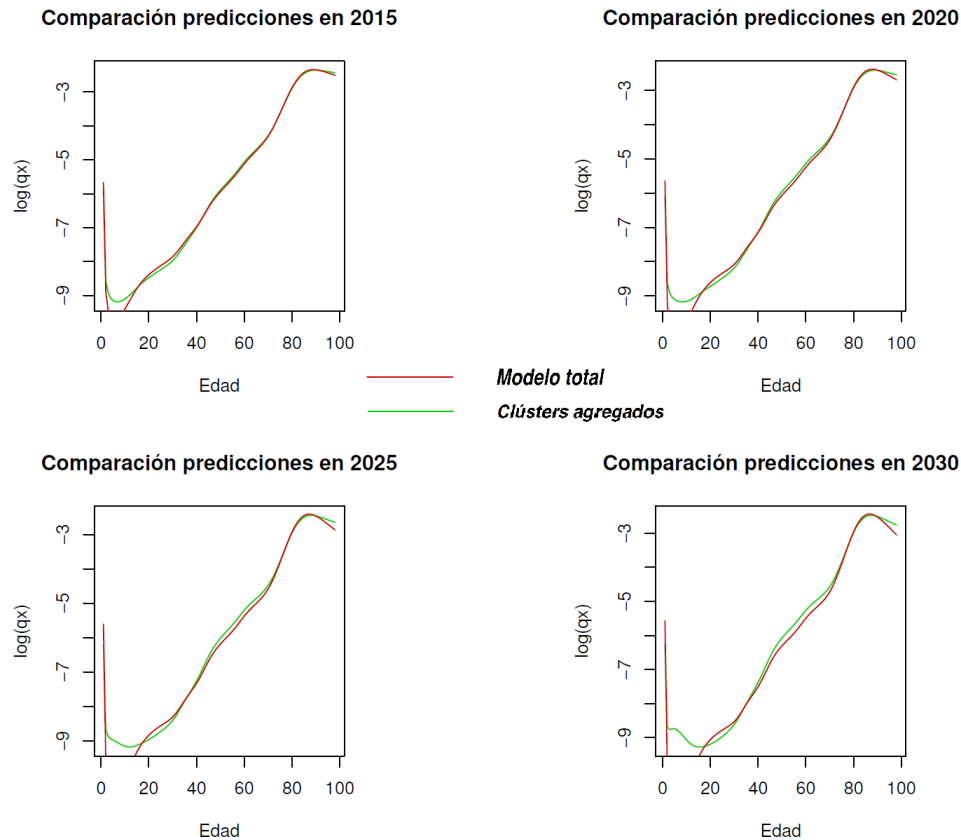 Comparación predicciones en 2015
Comparación predicciones en 2020
log(qx)
−3
−5
−7
−9
0 20 40 60 80 100
Edad
log(qx)
−3
−5
−7
−9
0 20 40 60 80 100
Edad
Modelo total
Clústers agregados
Comparación predicciones en 2025
Comparación predicciones en 2030
log(qx)
−3
−5
−7
−9
0 20 40 60 80 100
Edad
log(qx)
−3
−5
−7
−9
0 20 40 60 80 100
Edad